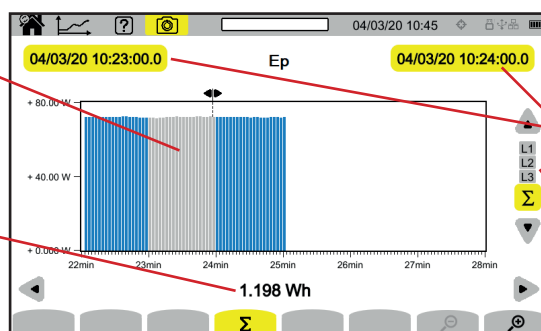 ?
04/03/20 10:45
04/03/20 10:23:00.0
Ep
04/03/20 10:24:00.0
+ 80.00 W
+ 40.00 W
+ 0.000 W
L1
L2
L3
Σ
22min 23min 24min 25min 26min 27min 28min
1.198 Wh
Σ